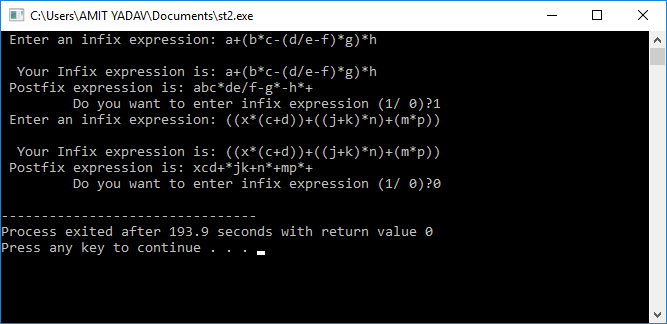 C:\Users\AMIT YADAV\Documents\st2.exe
Enter an infix expression: a+(b*c-(d/e-f)*g)*h
Your Infix expression is: a+(b*c-(d/e-f)*g)*h
Postfix expression is: abc*de/f-g*-h*+
Do you want to enter infix expression (1/ 0)?1
Enter an infix expression: ((x*(c+d))+((j+k)*n)+(m*p))
Your Infix expression is: ((x*(c+d))+((j+k)*n)+(m*p))
Postfix expression is: xcd+*jk+n*+mp*+
Do you want to enter infix expression (1/ 0)?0
--------------------------------
Process exited after 193.9 seconds with return value 0
Press any key to continue . . .